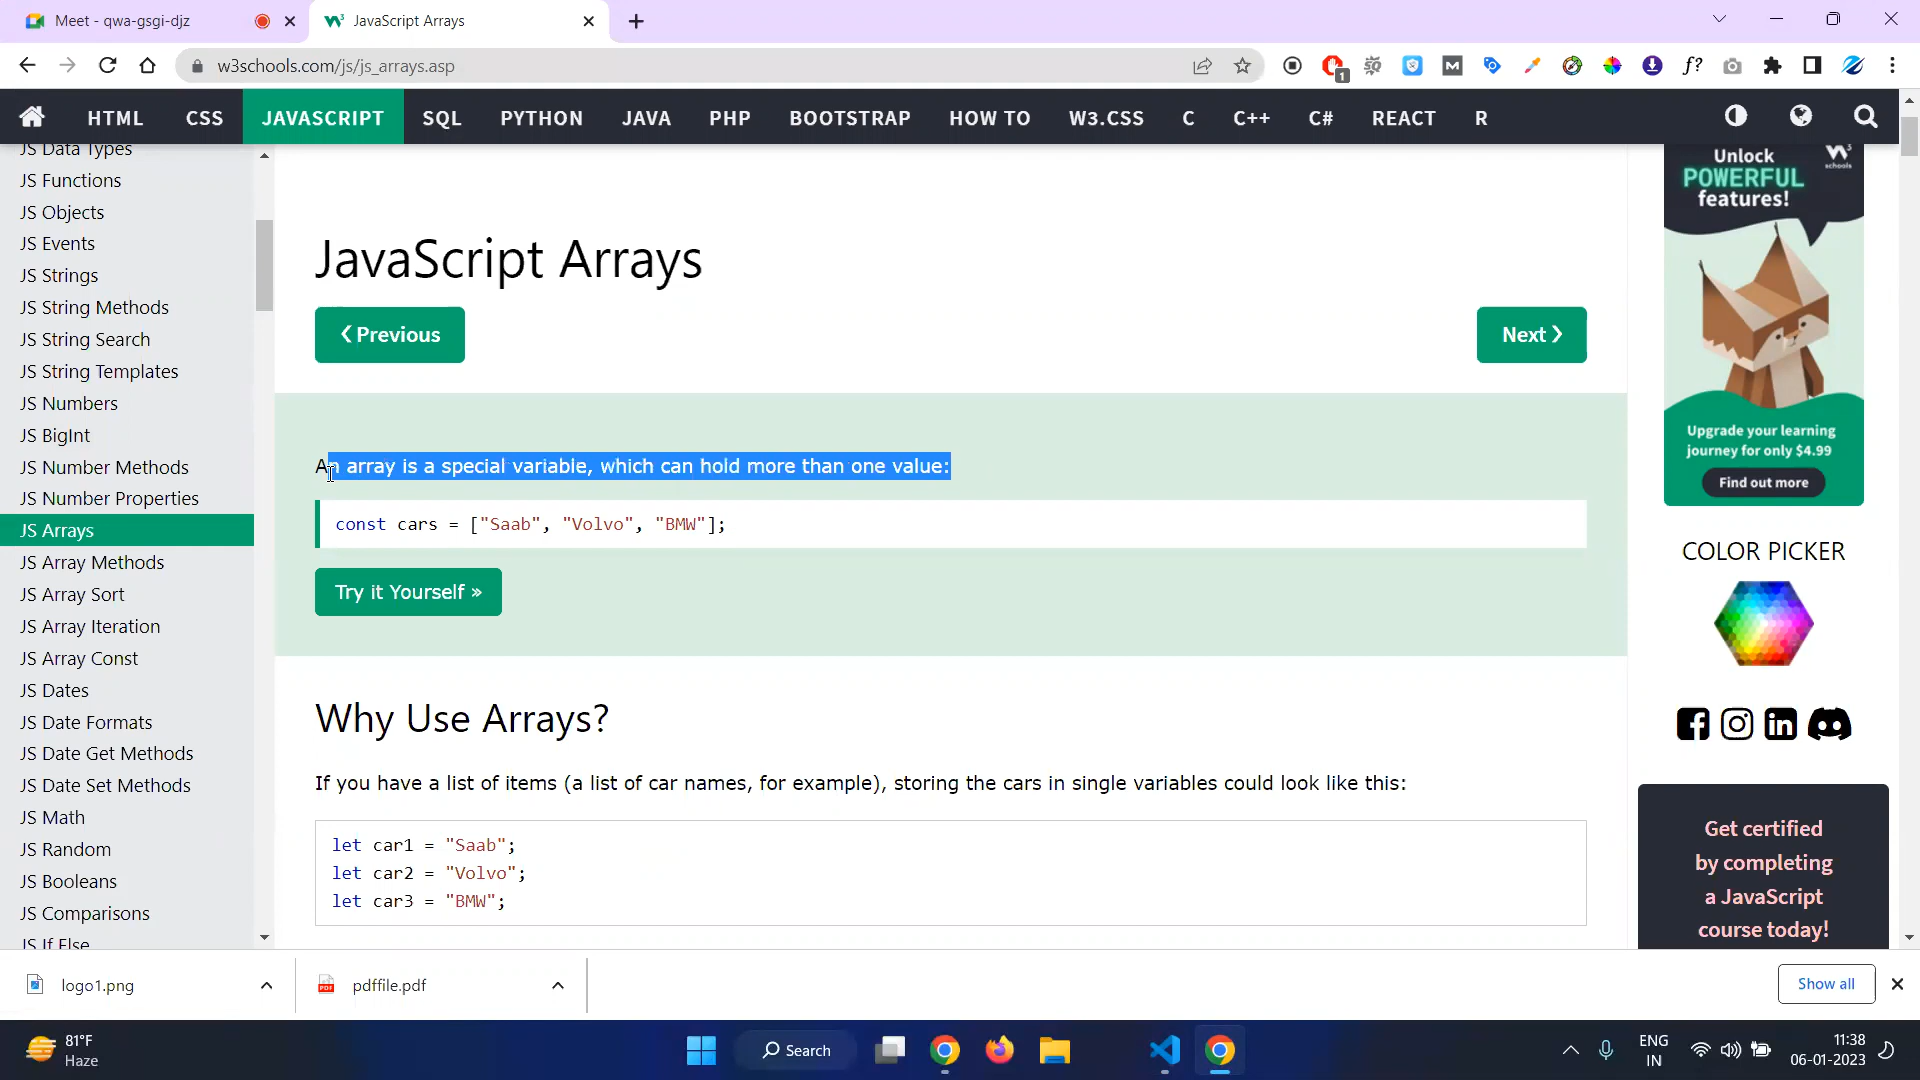 Meet - qwa-gsgi-djz
JavaScript Arrays
w3schools.com/js/js_arrays.asp
1
f?
HTML
CSS
JAVASCRIPT
SQL
PYTHON
JAVA
PHP
BOOTSTRAP
HOW TO
W3.CSS
C
C++
C#
REACT
R
JS Data Types
JS Functions
JS Objects
JS Events
JS Strings
JS String Methods
JS String Search
JS String Templates
JS Numbers
JS BigInt
JS Number Methods
JS Number Properties
JS Arrays
JS Array Methods
JS Array Sort
JS Array Iteration
JS Array Const
JS Dates
JS Date Formats
JS Date Get Methods
JS Date Set Methods
JS Math
JS Random
JS Booleans
JS Comparisons
JS If Else
JavaScript Arrays
❮ Previous
Next ❯
An array is a special variable, which can hold more than one value:
const cars = ["Saab", "Volvo", "BMW"];
Try it Yourself »
Why Use Arrays?
If you have a list of items (a list of car names, for example), storing the cars in single variables could look like this:
let car1 = "Saab";
let car2 = "Volvo";
let car3 = "BMW";
Unlock
POWERFUL
features!
W3
schools
Upgrade your learning
journey for only $4.99
Find out more
COLOR PICKER
Get certified
by completing
a JavaScript
course today!
logo1.png
PDF
pdffile.pdf
Show all
81°F
Haze
Search
ENG
IN
11:38
06-01-2023